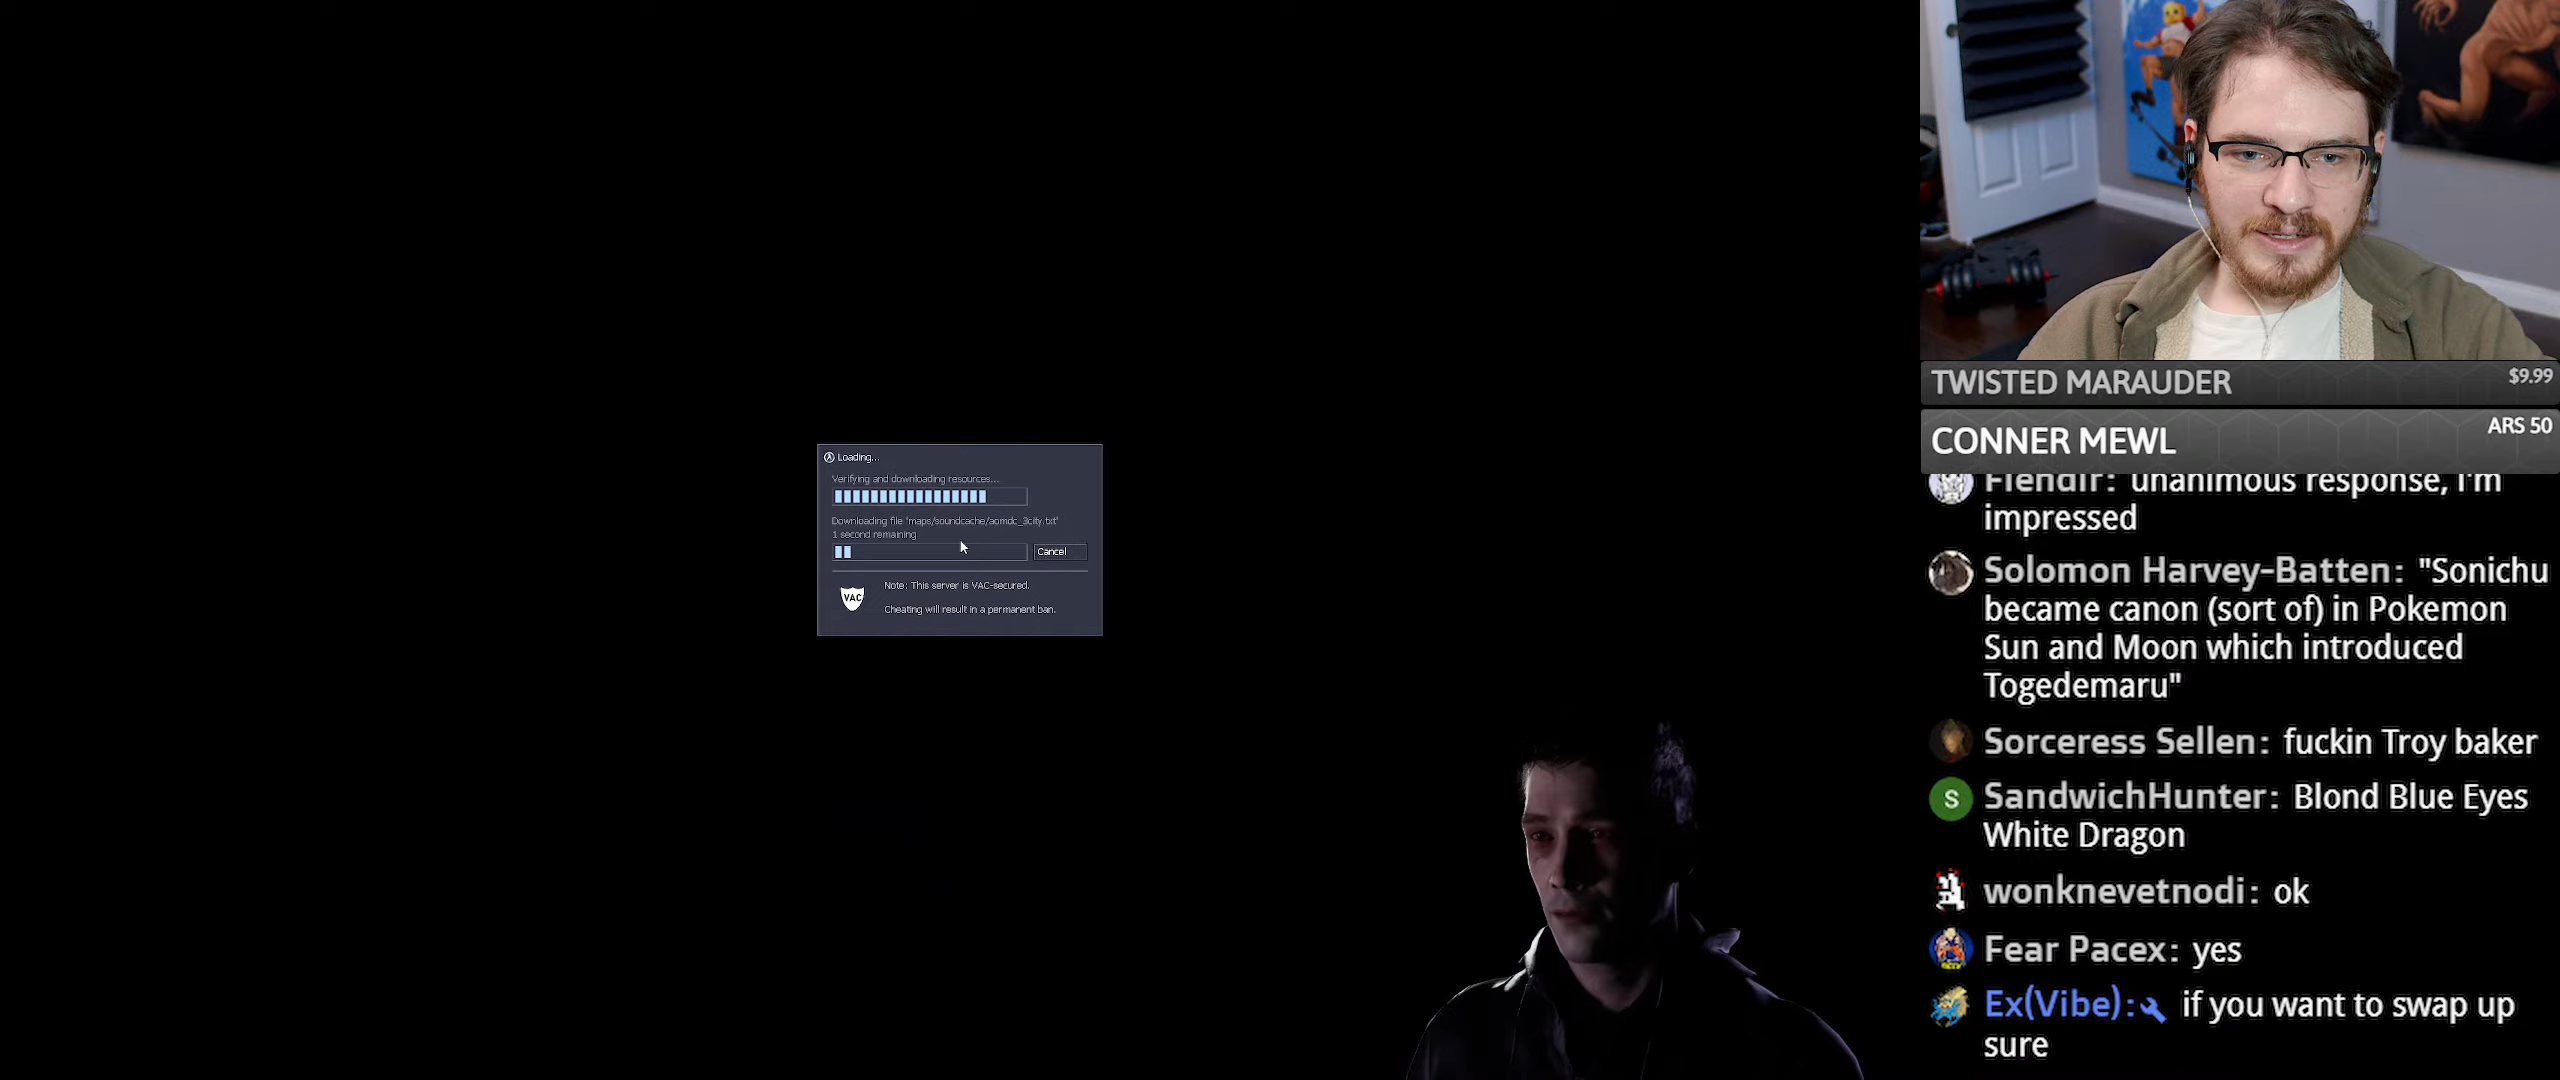 Loading...
Verifying and downloading resources...
Downloading file 'maps/soundcache/aomdc_3city.txt'
1 second remaining
Cancel
VAC
Note: This server is VAC-secured.
Cheating will result in a permanent ban.
TWISTED MARAUDER
$9.99
CONNER MEWL
ARS 50
Fiendir: unanimous response, I'm
impressed
Solomon Harvey-Batten: "Sonichu
became canon (sort of) in Pokemon
Sun and Moon which introduced
Togedemaru"
Sorceress Sellen: fuckin Troy baker
S
SandwichHunter: Blond Blue Eyes
White Dragon
wonknevetnodi: ok
Fear Pacex: yes
Ex(Vibe): if you want to swap up
sure